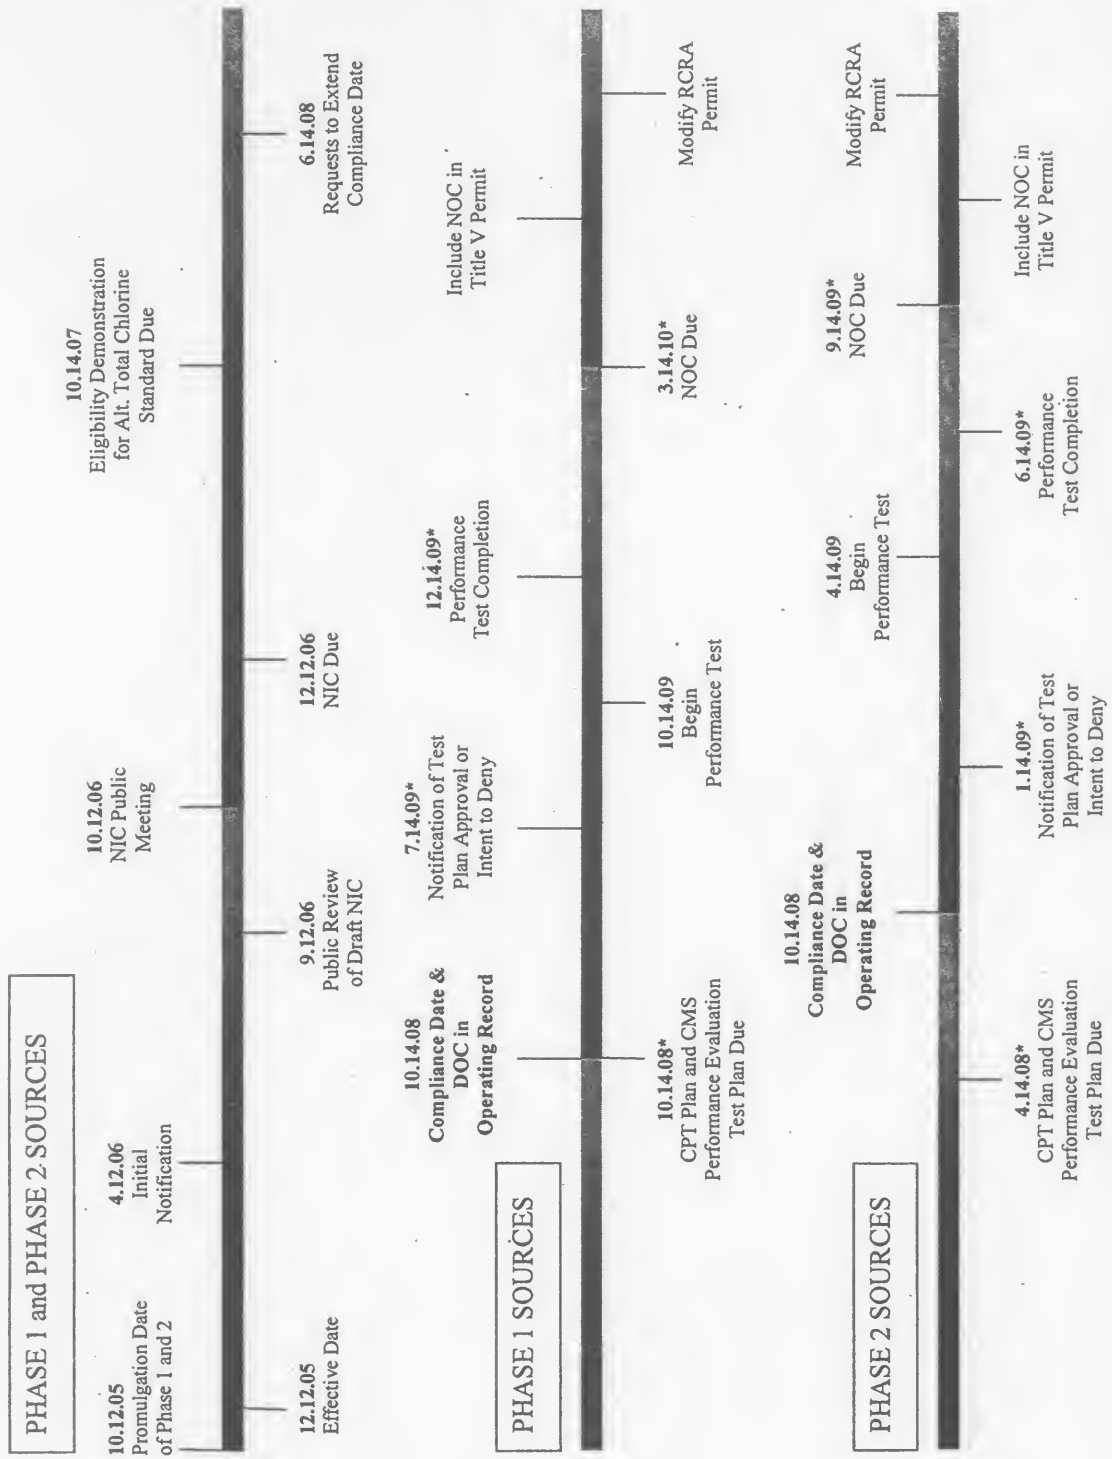 PHASE 1 and PHASE 2 SOURCES
10.12.05
Promulgation Date
of Phase 1 and 2
12.12.05
Effective Date
4.12.06
Initial
Notification
9.12.06
Public Review
of Draft NIC
10.12.06
NIC Public
Meeting
12.12.06
NIC Due
10.14.07
Eligibility Demonstration
for Alt. Total Chlorine
Standard Due
6.14.08
Requests to Extend
Compliance Date
PHASE 1 SOURCES
10.14.08
Compliance Date &
DOC in
Operating Record
10.14.08*
CPT Plan and CMS
Performance Evaluation
Test Plan Due
7.14.09*
Notification of Test
Plan Approval or
Intent to Deny
10.14.09
Begin
Performance Test
12.14.09*
Performance
Test Completion
3.14.10*
NOC Due
Include NOC in
Title V Permit
Modify RCRA
Permit
PHASE 2 SOURCES
4.14.08*
CPT Plan and CMS
Performance Evaluation
Test Plan Due
10.14.08
Compliance Date &
DOC in
Operating Record
1.14.09*
Notification of Test
Plan Approval or
Intent to Deny
4.14.09
Begin
Performance Test
6.14.09*
Performance
Test Completion
9.14.09*
NOC Due
Include NOC in
Title V Permit
Modify RCRA
Permit